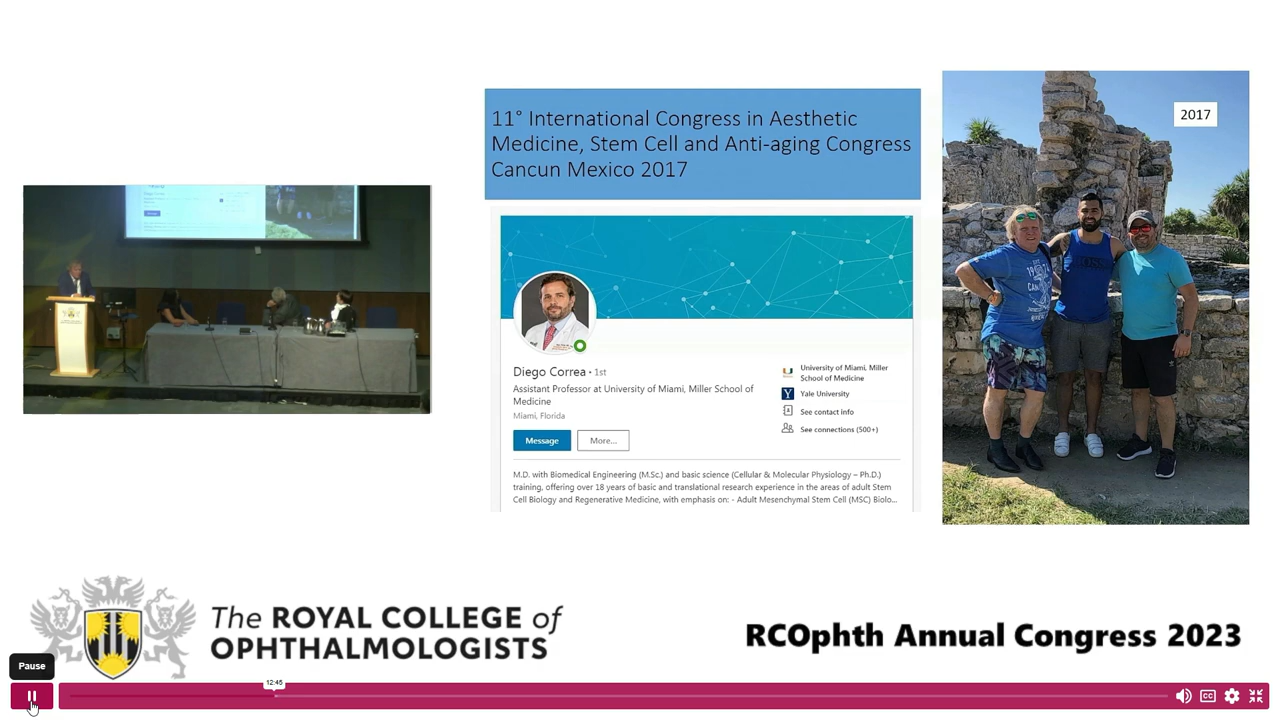 11° International Congress in Aesthetic
Medicine, Stem Cell and Anti-aging Congress
Cancun Mexico 2017
Diego Correa • 1st
Assistant Professor at University of Miami, Miller School of
Medicine
Miami, Florida
Message
More...
University of Miami, Miller
School of Medicine
Yale University
See contact info
See connections (500+)
M.D. with Biomedical Engineering (M.Sc.) and basic science (Cellular & Molecular Physiology – Ph.D.)
training, offering over 18 years of basic and translational research experience in the areas of adult Stem
Cell Biology and Regenerative Medicine, with emphasis on: - Adult Mesenchymal Stem Cell (MSC) Biolo...
2017
The ROYAL COLLEGE of
OPHTHALMOLOGISTS
RCOphth Annual Congress 2023
Pause
12:45
CC